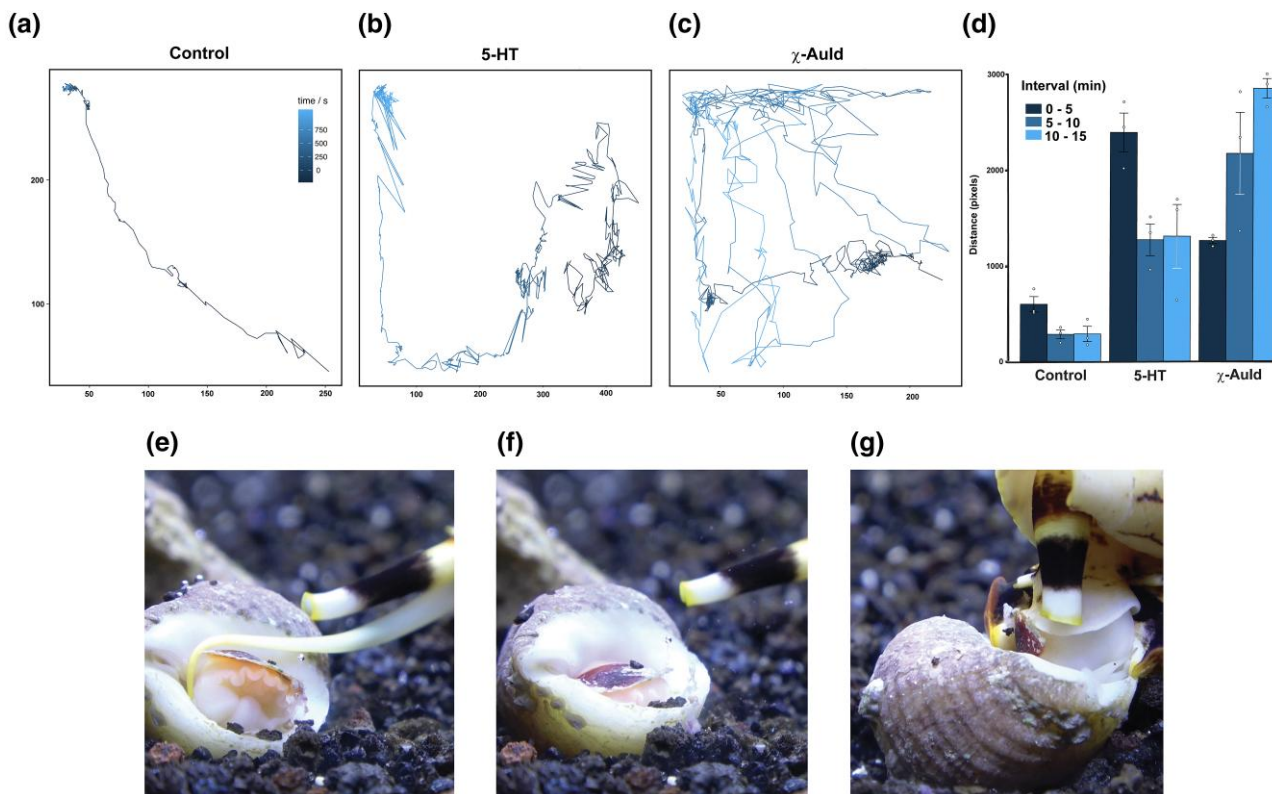 (a)
Control
time / s
750
500
250
0
200
100
50
100
150
200
250
(b)
5-HT
50
100
200
300
400
(c)
χ-Auld
50
100
150
200
(d)
Interval (min)
0 - 5
5 - 10
10 - 15
Distance (pixels)
3000
2000
1000
0
Control
5-HT
χ-Auld
(e)
(f)
(g)